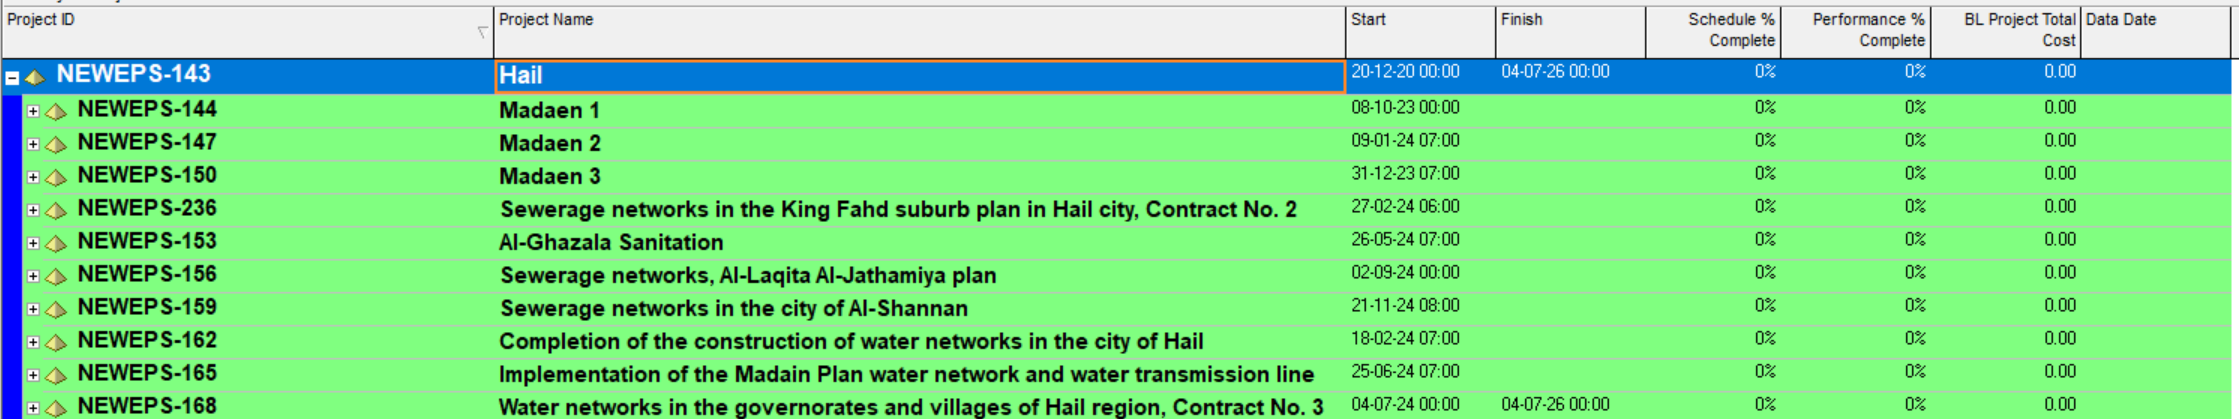 Project ID Project Name Start Finish Schedule % Complete Performance % Complete BL Project Total Cost Data Date
NEWEPS-143 Hail 20-12-20 00:00 04-07-26 00:00 0% 0% 0.00
NEWEPS-144 Madaen 1 08-10-23 00:00 0% 0% 0.00
NEWEPS-147 Madaen 2 09-01-24 07:00 0% 0% 0.00
NEWEPS-150 Madaen 3 31-12-23 07:00 0% 0% 0.00
NEWEPS-236 Sewerage networks in the King Fahd suburb plan in Hail city, Contract No. 2 27-02-24 06:00 0% 0% 0.00
NEWEPS-153 Al-Ghazala Sanitation 26-05-24 07:00 0% 0% 0.00
NEWEPS-156 Sewerage networks, Al-Laqita Al-Jathamiya plan 02-09-24 00:00 0% 0% 0.00
NEWEPS-159 Sewerage networks in the city of Al-Shannan 21-11-24 08:00 0% 0% 0.00
NEWEPS-162 Completion of the construction of water networks in the city of Hail 18-02-24 07:00 0% 0% 0.00
NEWEPS-165 Implementation of the Madain Plan water network and water transmission line 25-06-24 07:00 0% 0% 0.00
NEWEPS-168 Water networks in the governorates and villages of Hail region, Contract No. 3 04-07-24 00:00 04-07-26 00:00 0% 0% 0.00